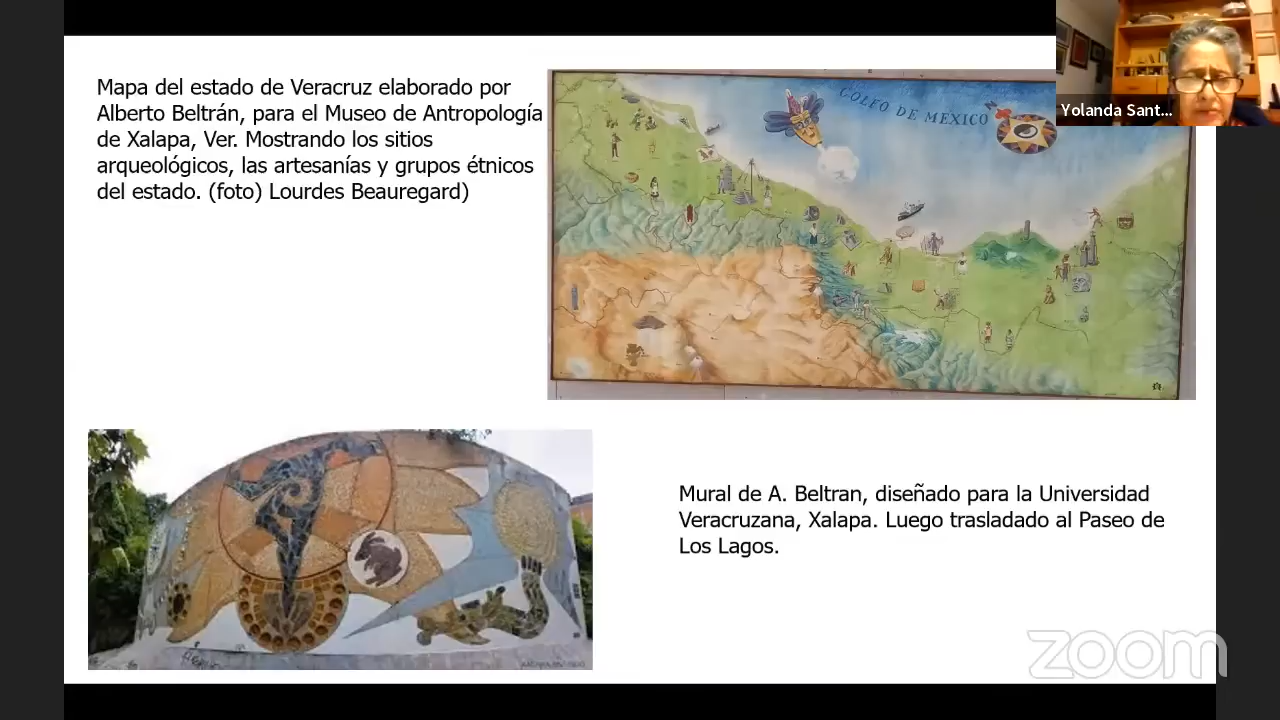 Mapa del estado de Veracruz elaborado por
Alberto Beltrán, para el Museo de Antropología
de Xalapa, Ver. Mostrando los sitios
arqueológicos, las artesanías y grupos étnicos
del estado. (foto) Lourdes Beauregard)
GOLFO DE MEXICO
Yolanda Sant...
Mural de A. Beltran, diseñado para la Universidad
Veracruzana, Xalapa. Luego trasladado al Paseo de
Los Lagos.
zoom